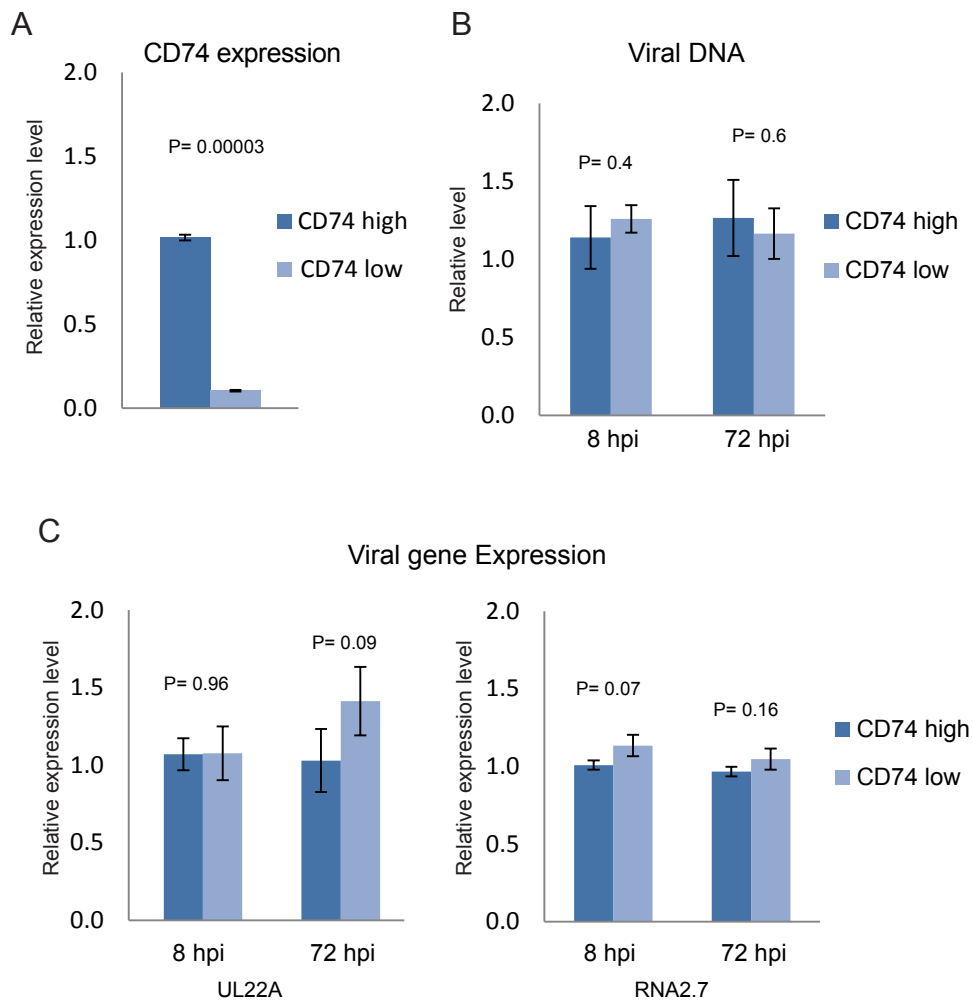 A
CD74 expression
Relative expression level
2.0
1.5
1.0
0.5
0.0
P= 0.00003
CD74 high
CD74 low
B
Viral DNA
Relative level
2.0
1.5
1.0
0.5
0.0
P= 0.4
P= 0.6
8 hpi
72 hpi
CD74 high
CD74 low
C
Viral gene Expression
Relative expression level
2.0
1.5
1.0
0.5
0.0
P= 0.96
P= 0.09
8 hpi
72 hpi
UL22A
Relative expression level
2.0
1.5
1.0
0.5
0.0
P= 0.07
P= 0.16
8 hpi
72 hpi
RNA2.7
CD74 high
CD74 low